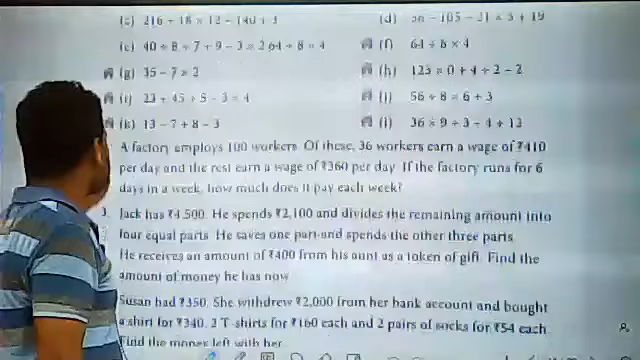 (c) 216 ÷ 18 × 12 - 140 + 3
(d)
(e) 40 ÷ 8 + 7 + 9 - 3 ×
(f) 64 ÷ 8 × 4
(g) 35 - 7 × 2
(h) 125 × 0 + 4 ÷ 2 - 2
(i) 23 + 45 ÷ 5 - 3 × 4
(j) 56 ÷ 8 × 6 + 3
(k) 13 - 7 + 8 - 3
(l) 36 × 9 ÷ 3 - 4 + 13
A factory employs 100 workers. Of these, 36 workers earn a wage of ₹410
per day and the rest earn a wage of ₹360 per day. If the factory runs for 6
days in a week, how much does it pay each week?
3. Jack has ₹4,500. He spends ₹2,100 and divides the remaining amount into
four equal parts. He saves one part and spends the other three parts.
He receives an amount of ₹400 from his aunt as a token of gift. Find the
amount of money he has now.
Susan had ₹350. She withdrew ₹2,000 from her bank account and bought
a shirt for ₹340, 2 T-shirts for ₹160 each and 2 pairs of socks for ₹54 each.
Find the money left with her.